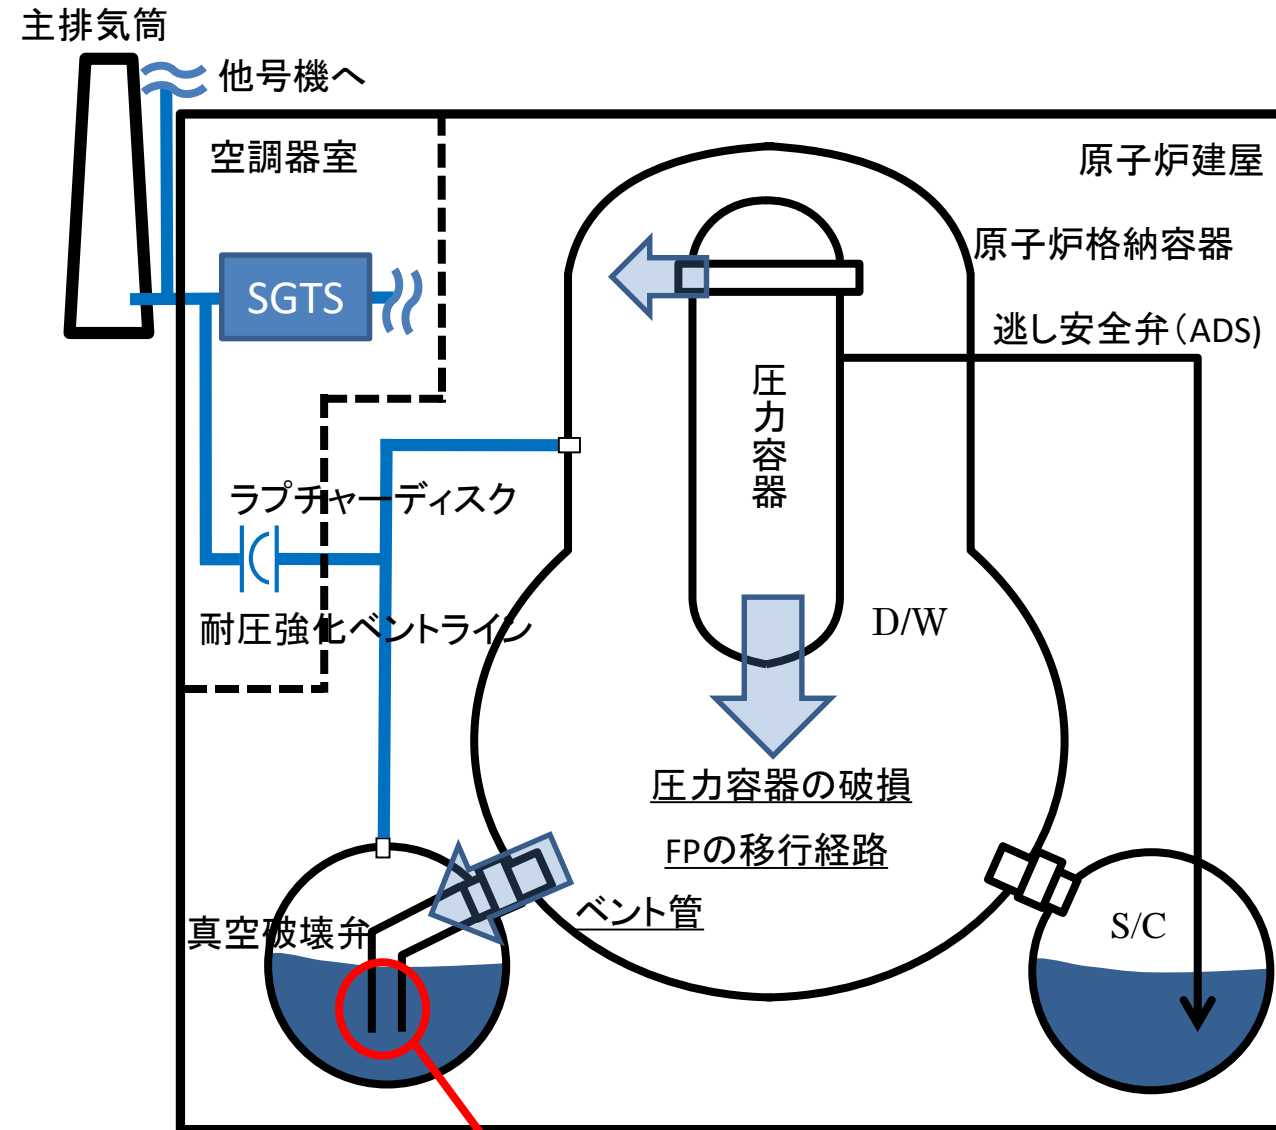 主排気筒
他号機へ
空調器室
原子炉建屋
原子炉格納容器
SGTS
逃し安全弁(ADS)
圧力容器
ラプチャーディスク
耐圧強化ベントライン
D/W
圧力容器の破損
FPの移行経路
ベント管
真空破壊弁
S/C